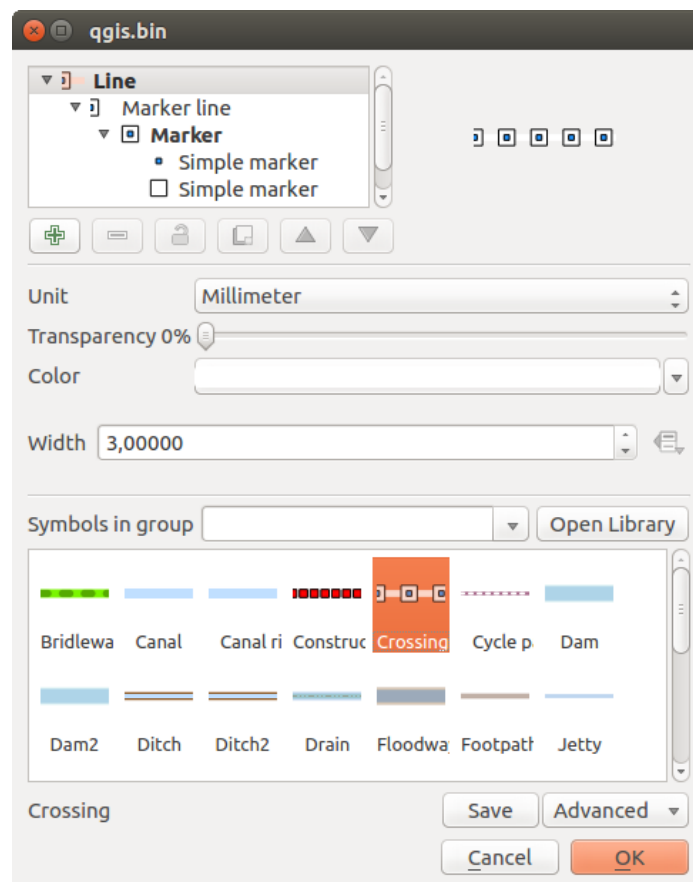 qgis.bin
Line
Marker line
Marker
Simple marker
Simple marker
Unit Millimeter
Transparency 0%
Color
Width 3,00000
Symbols in group Open Library
Bridlewa Canal Canal ri Construc Crossing Cycle p Dam
Dam2 Ditch Ditch2 Drain Floodwa Footpath Jetty
Crossing Save Advanced
Cancel OK